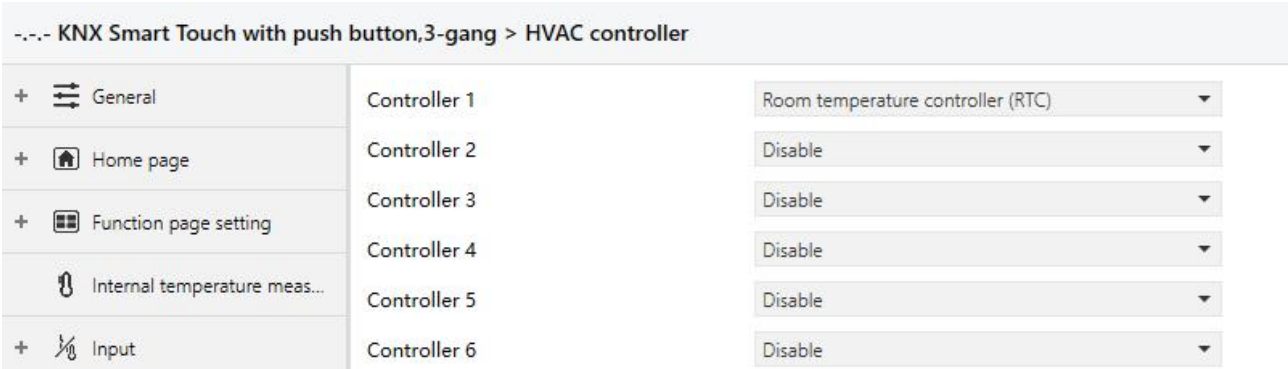 -.-.- KNX Smart Touch with push button,3-gang > HVAC controller
+ General
+ Home page
+ Function page setting
Internal temperature meas...
+ Input
Controller 1 Room temperature controller (RTC)
Controller 2 Disable
Controller 3 Disable
Controller 4 Disable
Controller 5 Disable
Controller 6 Disable